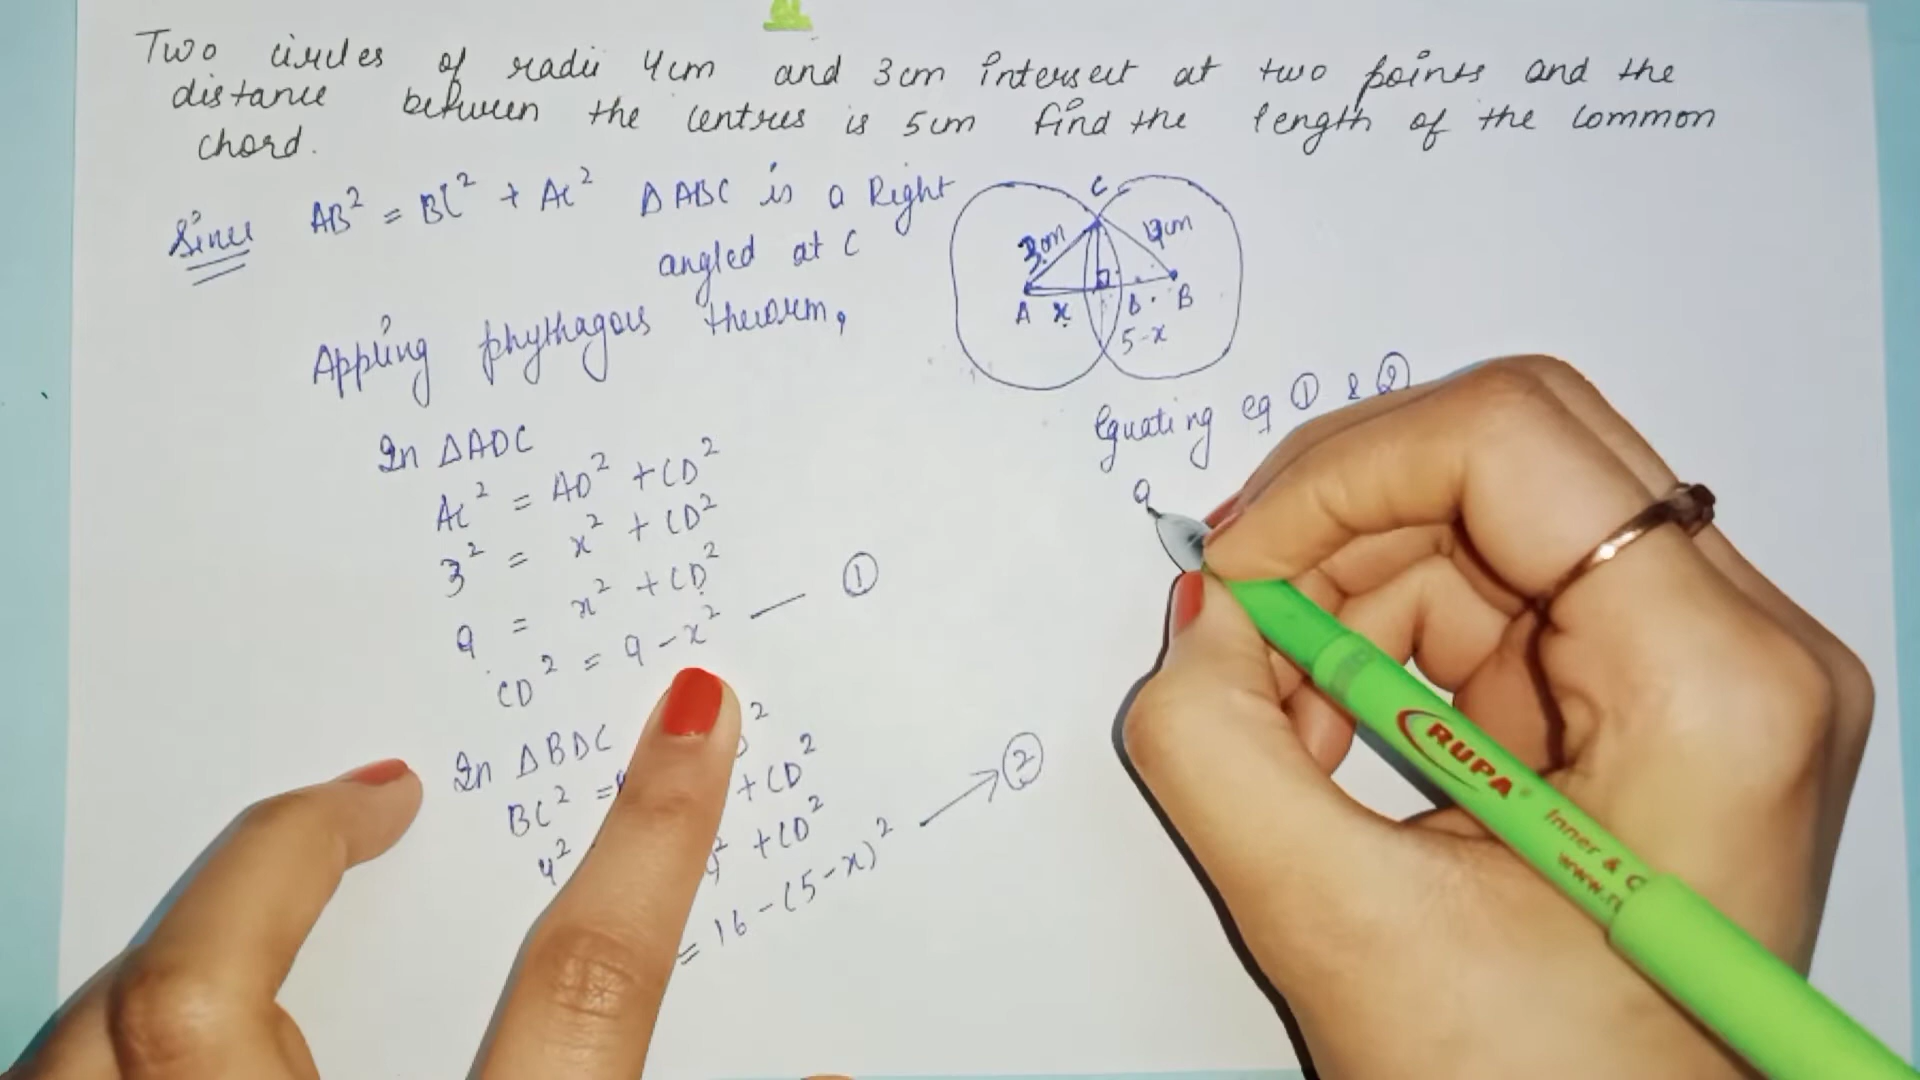 Two circles of radii 4cm and 3cm intersect at two points and the
distance between the centres is 5cm find the length of the common
chord.
Since AB² = BC² + AC² ΔABC is a Right
angled at C
Appling phythagous theorem,
In ΔADC
AC² = AD² + CD²
3² = x² + CD²
9 = x² + CD²
CD² = 9 - x² — ①
In ΔBDC
BC² =
4² + CD²
+ CD²
= 16 - (5-x)² → ②
C
3cm
A x B
5-x
Equating eq ① & ②
9
RUPA
Inner &